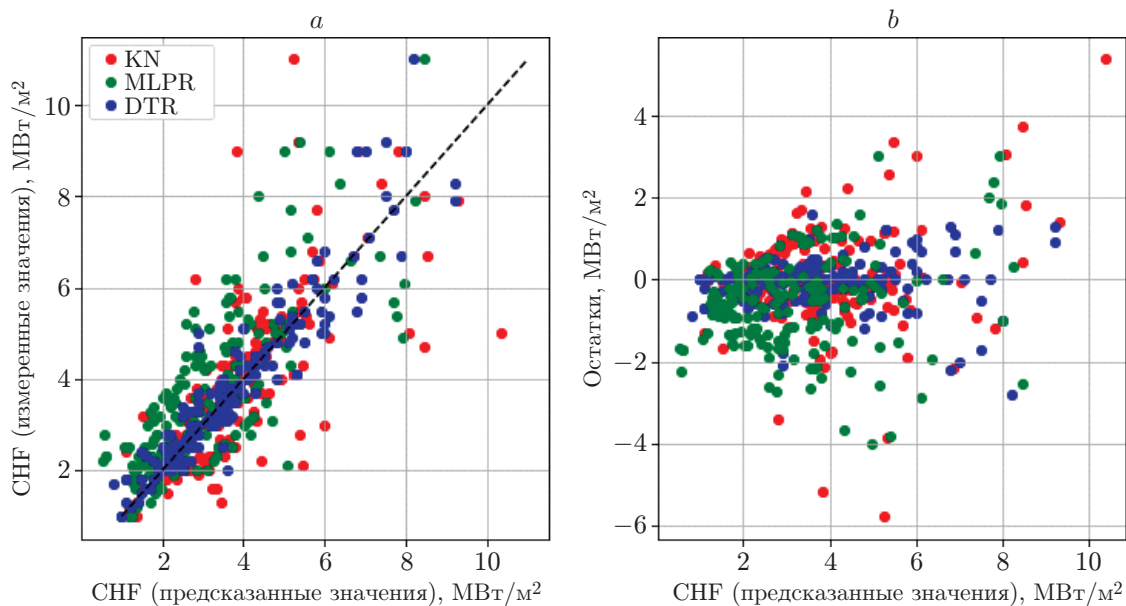 a
KN
MLPR
DTR
10
8
6
4
2
2
4
6
8
10
CHF (измеренные значения), МВт/м²
CHF (предсказанные значения), МВт/м²
b
4
2
0
−2
−4
−6
2
4
6
8
10
Остатки, МВт/м²
CHF (предсказанные значения), МВт/м²